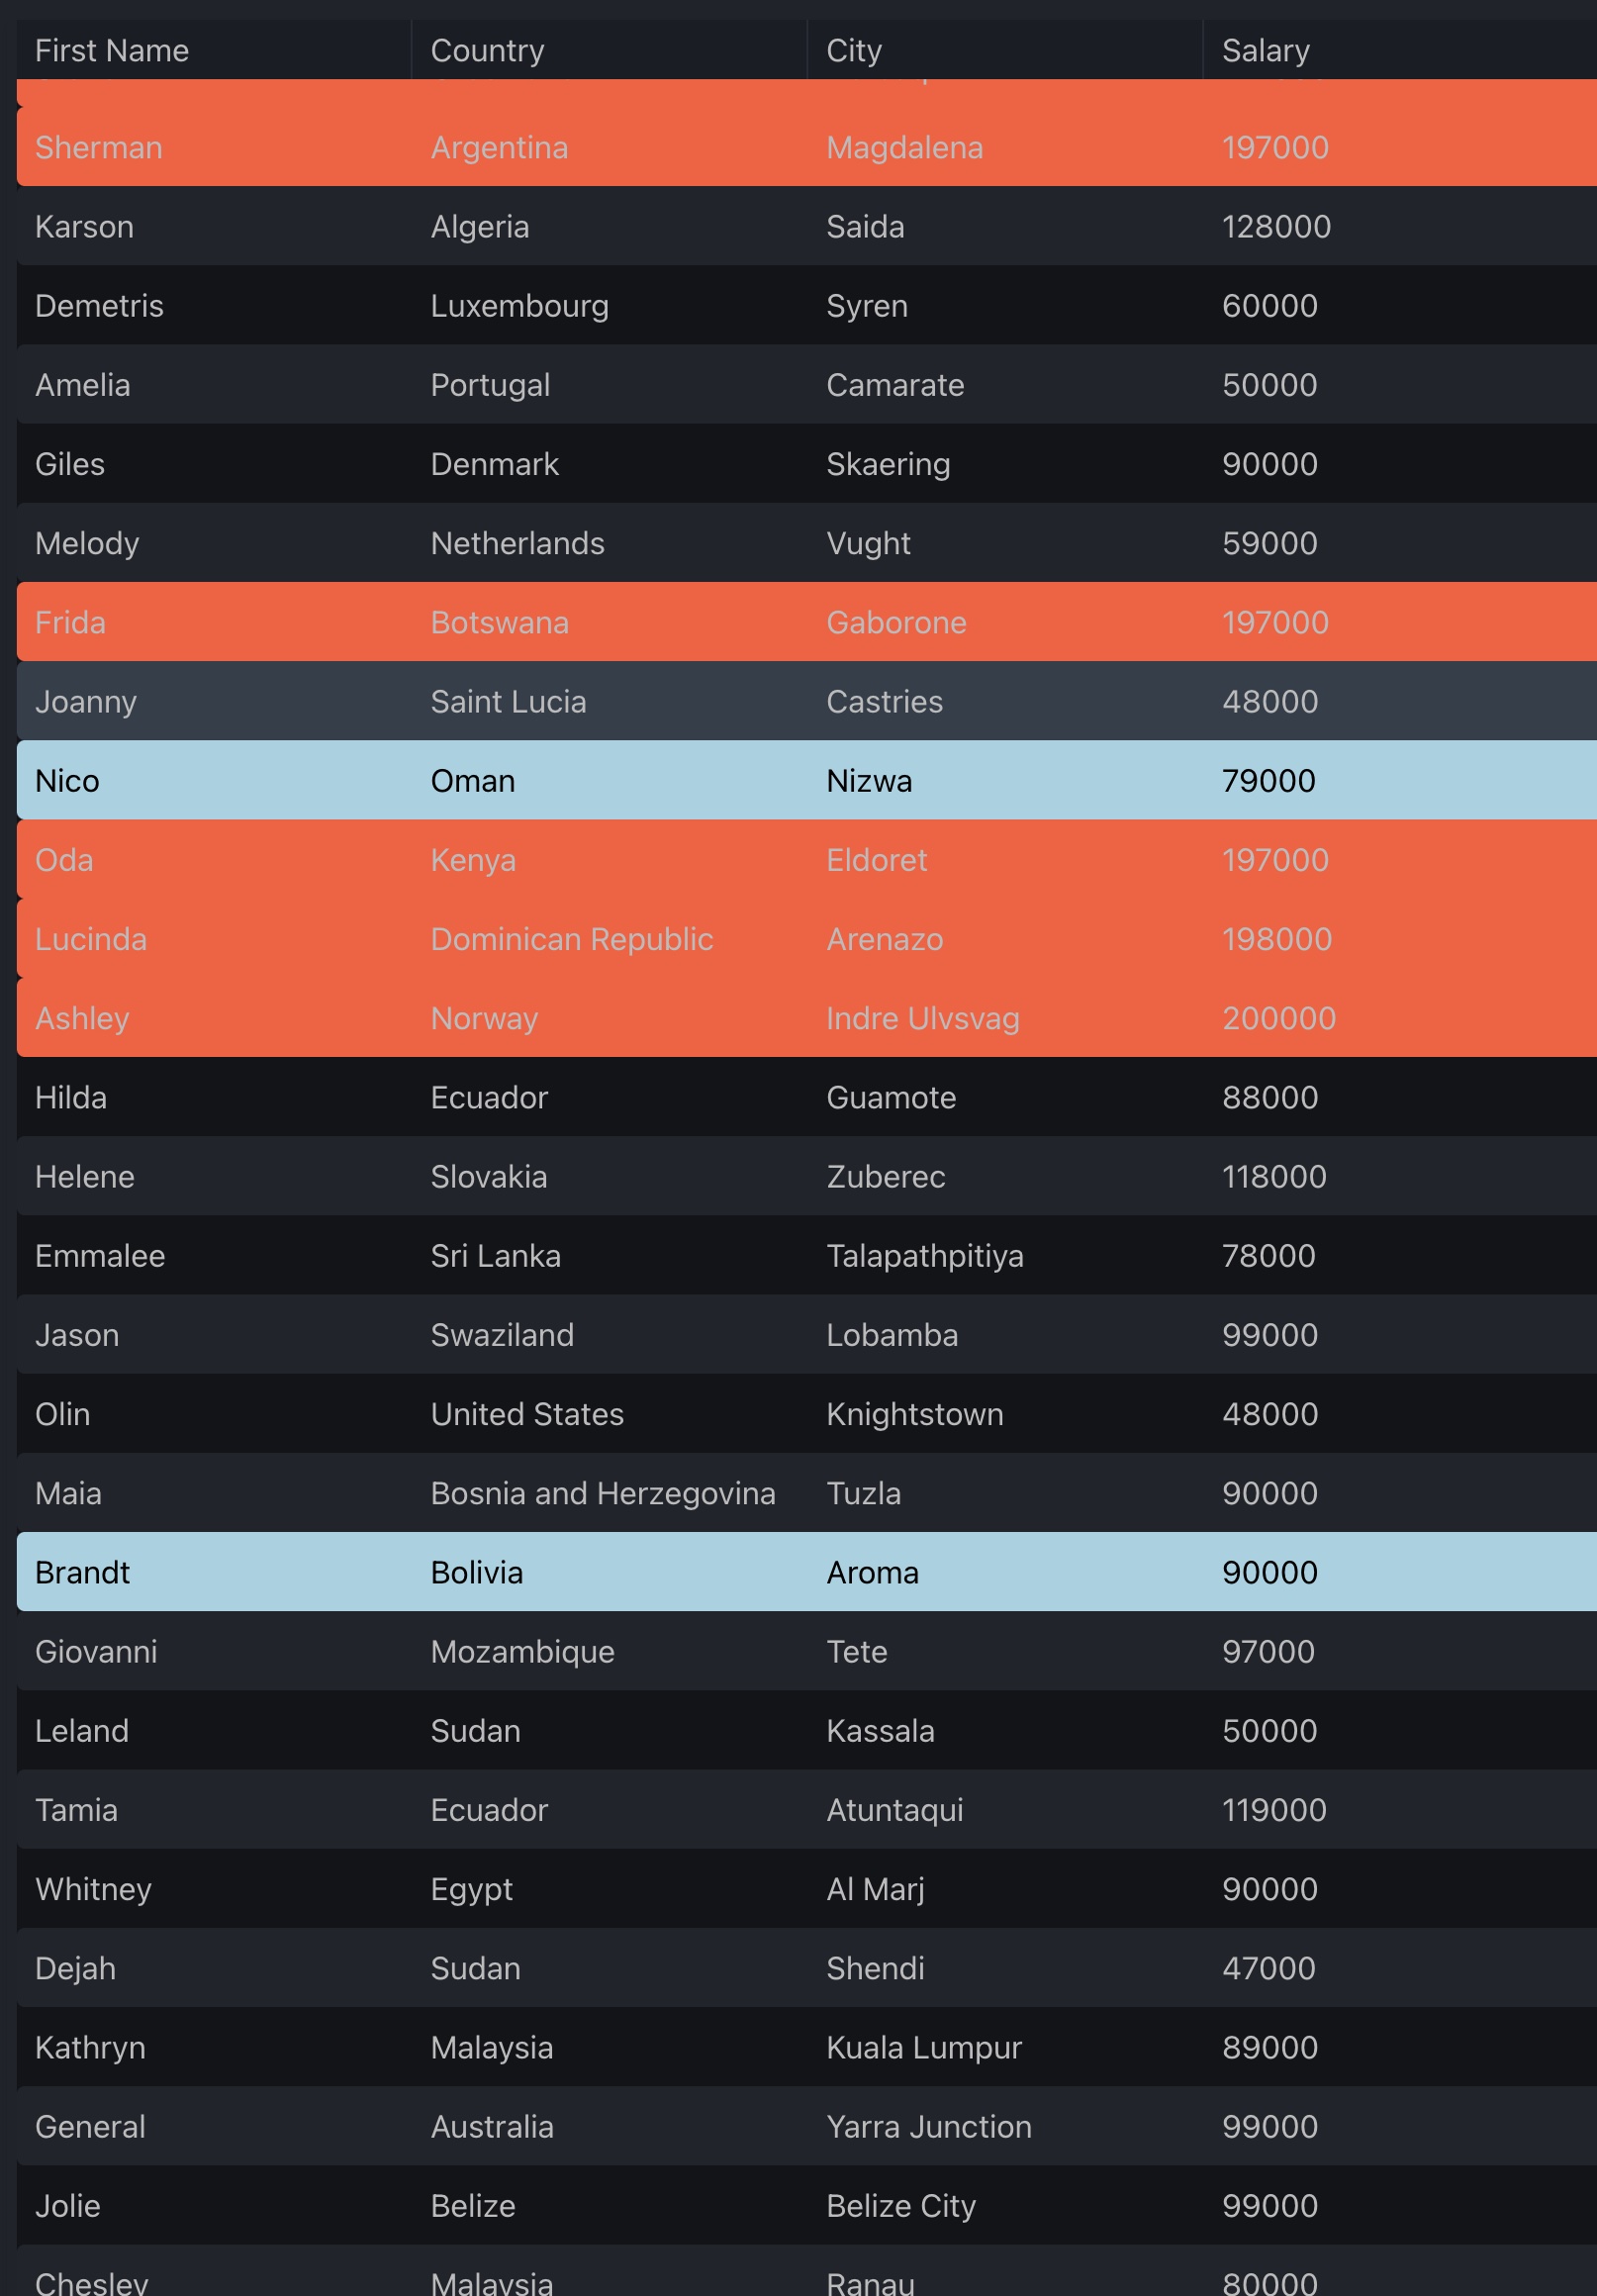 First Name Country City Salary
Sherman Argentina Magdalena 197000
Karson Algeria Saida 128000
Demetris Luxembourg Syren 60000
Amelia Portugal Camarate 50000
Giles Denmark Skaering 90000
Melody Netherlands Vught 59000
Frida Botswana Gaborone 197000
Joanny Saint Lucia Castries 48000
Nico Oman Nizwa 79000
Oda Kenya Eldoret 197000
Lucinda Dominican Republic Arenazo 198000
Ashley Norway Indre Ulvsvag 200000
Hilda Ecuador Guamote 88000
Helene Slovakia Zuberec 118000
Emmalee Sri Lanka Talapathpitiya 78000
Jason Swaziland Lobamba 99000
Olin United States Knightstown 48000
Maia Bosnia and Herzegovina Tuzla 90000
Brandt Bolivia Aroma 90000
Giovanni Mozambique Tete 97000
Leland Sudan Kassala 50000
Tamia Ecuador Atuntaqui 119000
Whitney Egypt Al Marj 90000
Dejah Sudan Shendi 47000
Kathryn Malaysia Kuala Lumpur 89000
General Australia Yarra Junction 99000
Jolie Belize Belize City 99000
Chesley Malaysia Ranau 80000